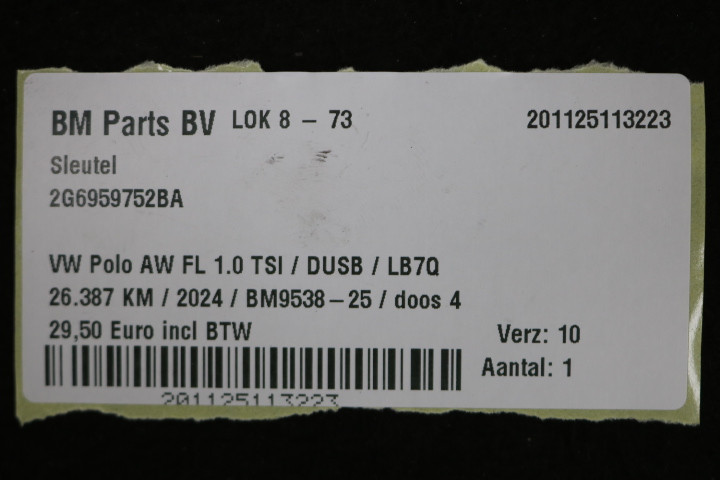 BM Parts BV LOK 8 - 73 201125113223
Sleutel
2G6959752BA
VW Polo AW FL 1.0 TSI / DUSB / LB7Q
26.387 KM / 2024 / BM9538-25 / doos 4
29,50 Euro incl BTW Verz: 10
Aantal: 1
201125113223